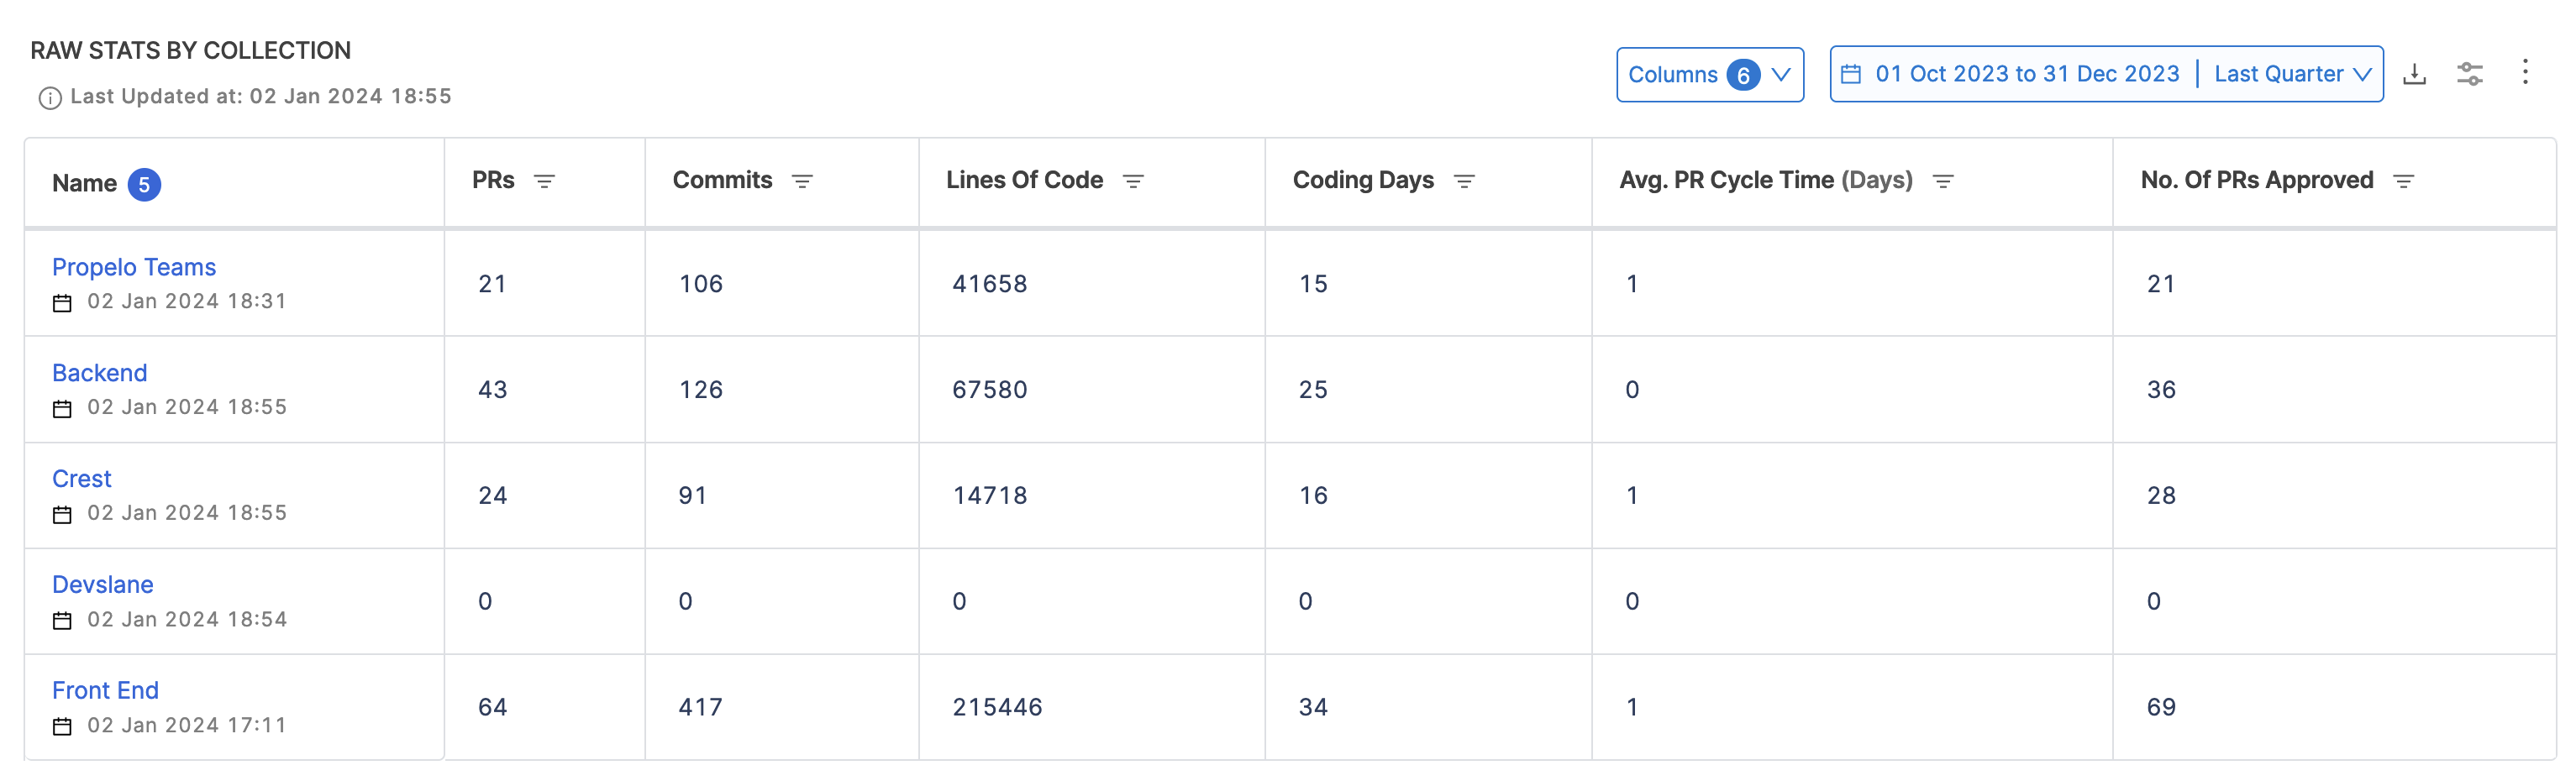 RAW STATS BY COLLECTION
Last Updated at: 02 Jan 2024 18:55
Columns 6
01 Oct 2023 to 31 Dec 2023 | Last Quarter
Name 5 PRs Commits Lines Of Code Coding Days Avg. PR Cycle Time (Days) No. Of PRs Approved
Propelo Teams
02 Jan 2024 18:31
21 106 41658 15 1 21
Backend
02 Jan 2024 18:55
43 126 67580 25 0 36
Crest
02 Jan 2024 18:55
24 91 14718 16 1 28
Devslane
02 Jan 2024 18:54
0 0 0 0 0 0
Front End
02 Jan 2024 17:11
64 417 215446 34 1 69